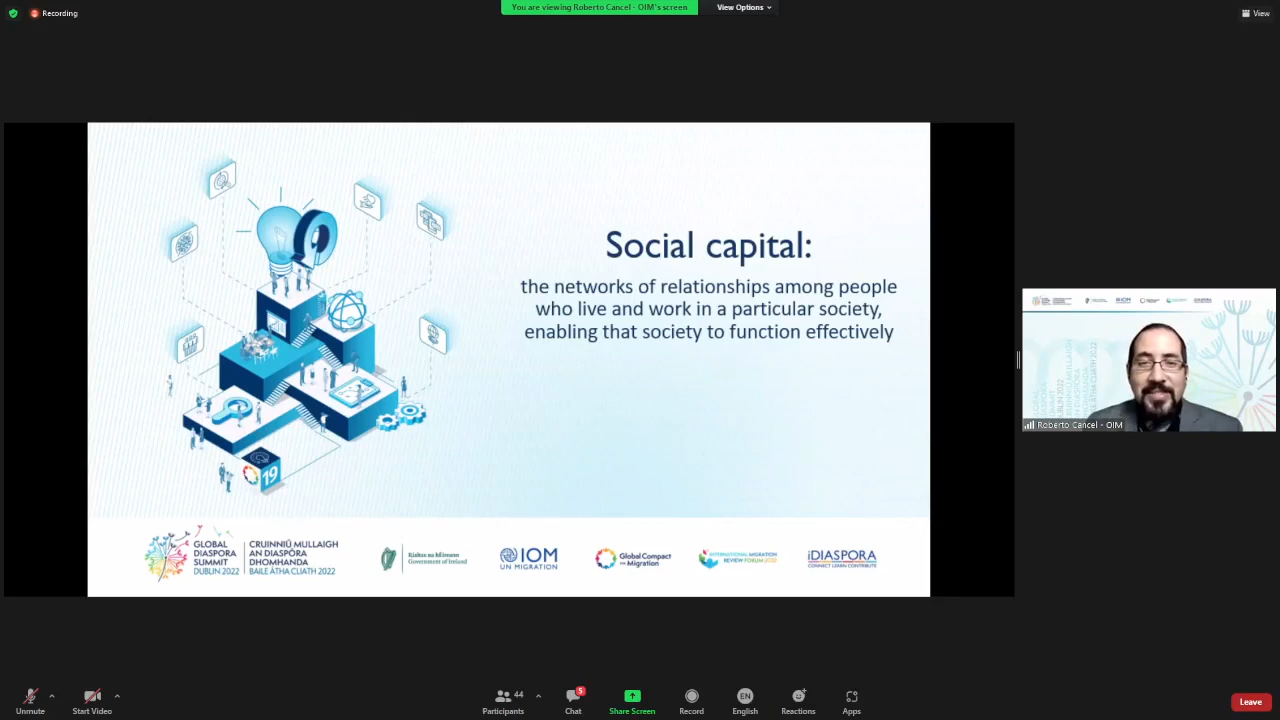 Recording
You are viewing Roberto Cancel - OIM's screen
View Options
View
Social capital:
the networks of relationships among people
who live and work in a particular society,
enabling that society to function effectively
19
GLOBAL
DIASPORA
SUMMIT
DUBLIN 2022
CRUINNIÚ MULLAIGH
AN DIASPÓRA
DHOMHANDA
BAILE ÁTHA CLIATH 2022
Rialtas na hÉireann
Government of Ireland
IOM
UN MIGRATION
Global Compact
for Migration
INTERNATIONAL MIGRATION
REVIEW FORUM 2022
iDIASPORA
CONNECT LEARN CONTRIBUTE
Roberto Cancel - OIM
Unmute
Start Video
44
Participants
5
Chat
Share Screen
Record
EN
English
Reactions
Apps
Leave